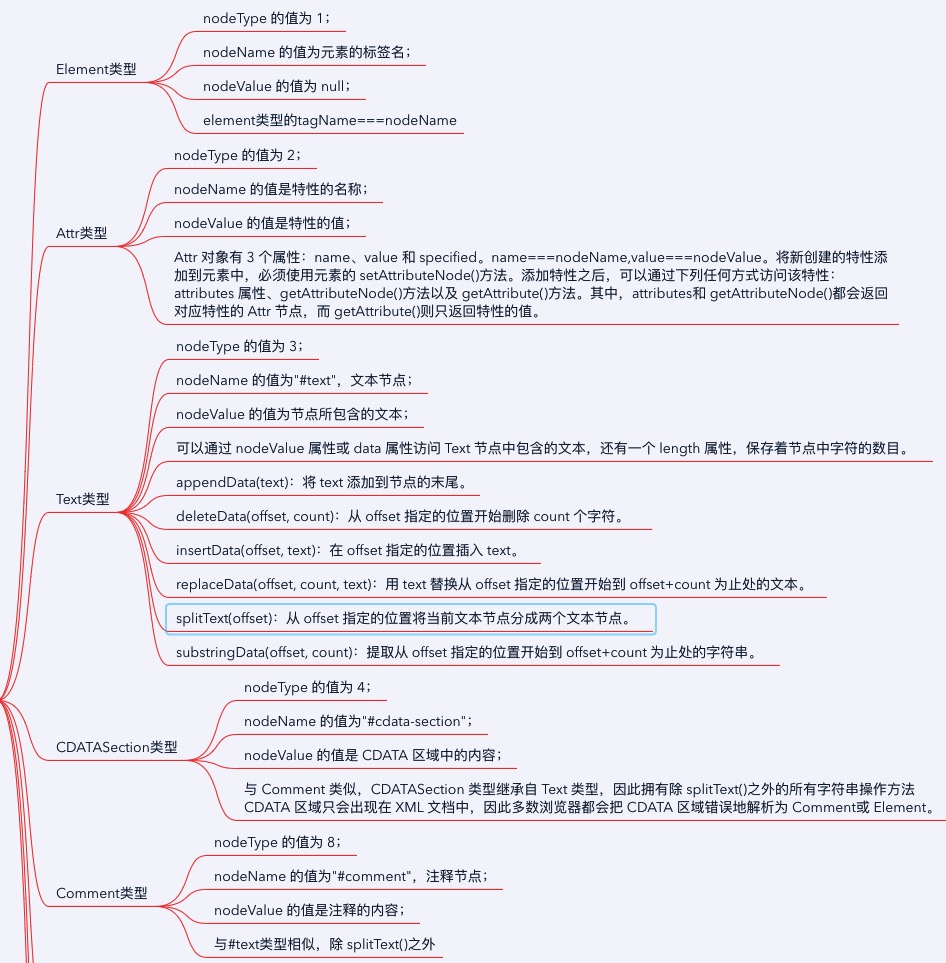 Element类型
nodeType 的值为 1；
nodeName 的值为元素的标签名；
nodeValue 的值为 null；
element类型的tagName===nodeName
Attr类型
nodeType 的值为 2；
nodeName 的值是特性的名称；
nodeValue 的值是特性的值；
Attr 对象有 3 个属性：name、value 和 specified。name===nodeName,value===nodeValue。将新创建的特性添
加到元素中，必须使用元素的 setAttributeNode()方法。添加特性之后，可以通过下列任何方式访问该特性：
attributes 属性、getAttributeNode()方法以及 getAttribute()方法。其中，attributes和 getAttributeNode()都会返回
对应特性的 Attr 节点，而 getAttribute()则只返回特性的值。
Text类型
nodeType 的值为 3；
nodeName 的值为"#text"，文本节点；
nodeValue 的值为节点所包含的文本；
可以通过 nodeValue 属性或 data 属性访问 Text 节点中包含的文本，还有一个 length 属性，保存着节点中字符的数目。
appendData(text)：将 text 添加到节点的末尾。
deleteData(offset, count)：从 offset 指定的位置开始删除 count 个字符。
insertData(offset, text)：在 offset 指定的位置插入 text。
replaceData(offset, count, text)：用 text 替换从 offset 指定的位置开始到 offset+count 为止处的文本。
splitText(offset)：从 offset 指定的位置将当前文本节点分成两个文本节点。
substringData(offset, count)：提取从 offset 指定的位置开始到 offset+count 为止处的字符串。
CDATASection类型
nodeType 的值为 4；
nodeName 的值为"#cdata-section"；
nodeValue 的值是 CDATA 区域中的内容；
与 Comment 类似，CDATASection 类型继承自 Text 类型，因此拥有除 splitText()之外的所有字符串操作方法
CDATA 区域只会出现在 XML 文档中，因此多数浏览器都会把 CDATA 区域错误地解析为 Comment或 Element。
Comment类型
nodeType 的值为 8；
nodeName 的值为"#comment"，注释节点；
nodeValue 的值是注释的内容；
与#text类型相似，除 splitText()之外